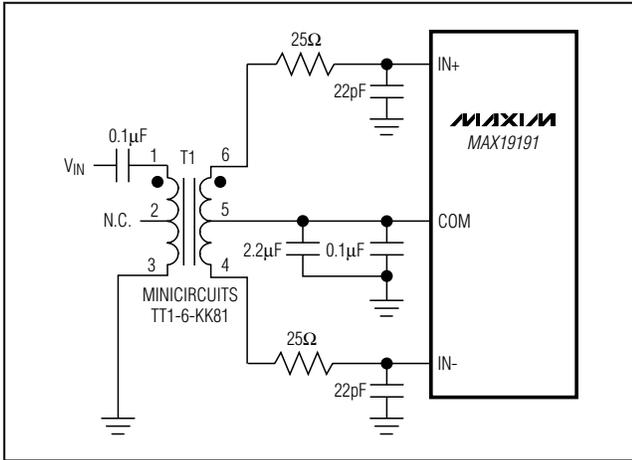 25Ω
IN+
22pF
MAXIM
MAX19191
0.1μF
1
T1
6
VIN
N.C.
2
5
COM
2.2μF
0.1μF
3
4
MINICIRCUITS
TT1-6-KK81
25Ω
IN-
22pF